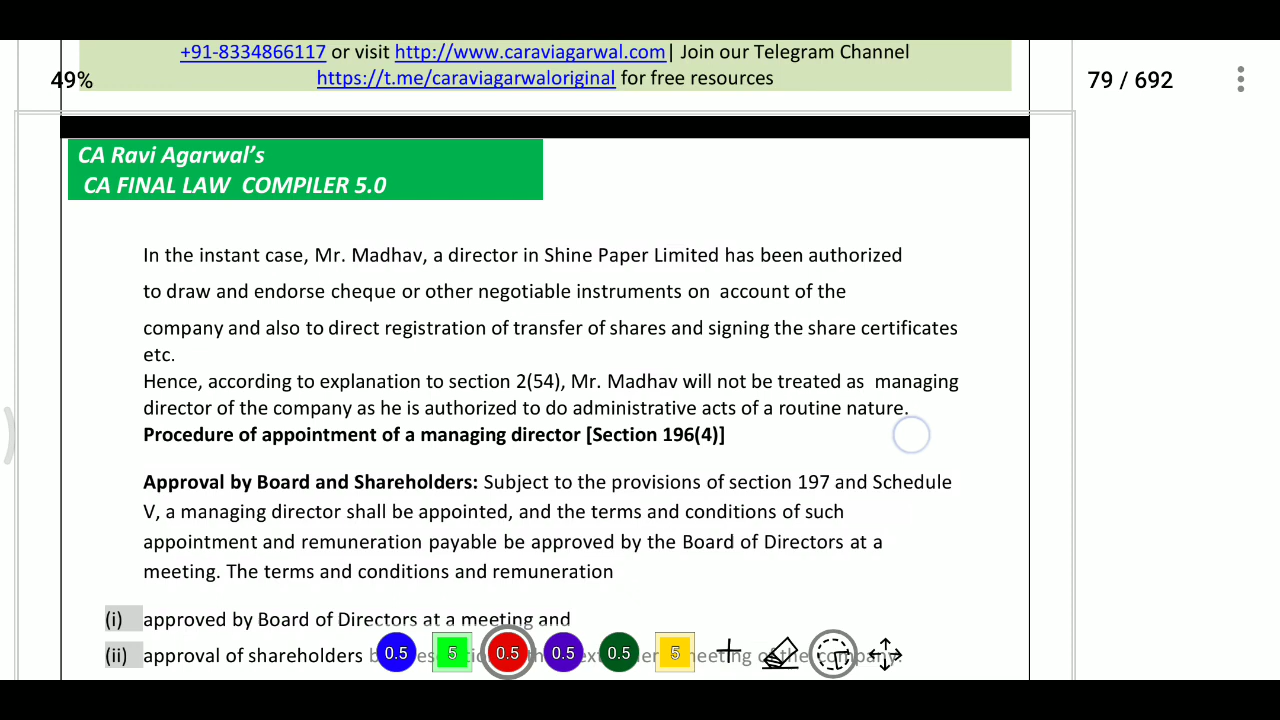 +91-8334866117 or visit http://www.caraviagarwal.com| Join our Telegram Channel
https://t.me/caraviagarwaloriginal for free resources
49%
79 / 692
CA Ravi Agarwal’s
CA FINAL LAW COMPILER 5.0
In the instant case, Mr. Madhav, a director in Shine Paper Limited has been authorized
to draw and endorse cheque or other negotiable instruments on account of the
company and also to direct registration of transfer of shares and signing the share certificates
etc.
Hence, according to explanation to section 2(54), Mr. Madhav will not be treated as managing
director of the company as he is authorized to do administrative acts of a routine nature.
Procedure of appointment of a managing director [Section 196(4)]
Approval by Board and Shareholders: Subject to the provisions of section 197 and Schedule
V, a managing director shall be appointed, and the terms and conditions of such
appointment and remuneration payable be approved by the Board of Directors at a
meeting. The terms and conditions and remuneration
(i) approved by Board of Directors at a meeting and
(ii) approval of shareholders meeting of the company.
0.5 5 0.5 0.5 0.5 5